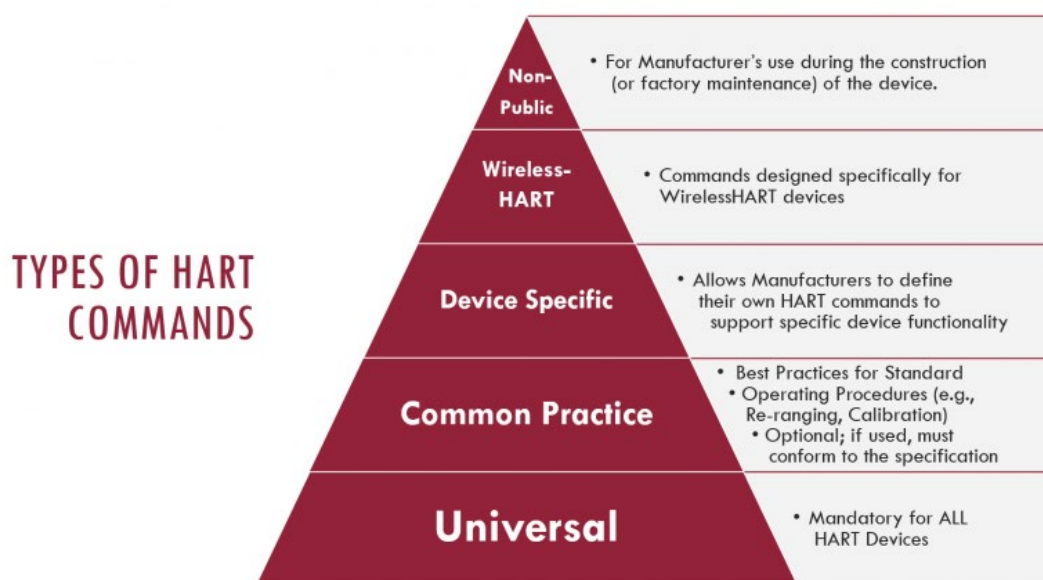 TYPES OF HART
COMMANDS
Non-
Public
• For Manufacturer's use during the construction
(or factory maintenance) of the device.
Wireless-
HART
• Commands designed specifically for
WirelessHART devices
Device Specific
• Allows Manufacturers to define
their own HART commands to
support specific device functionality
Common Practice
• Best Practices for Standard
• Operating Procedures (e.g.,
Re-ranging, Calibration)
• Optional; if used, must
conform to the specification
Universal
• Mandatory for ALL
HART Devices